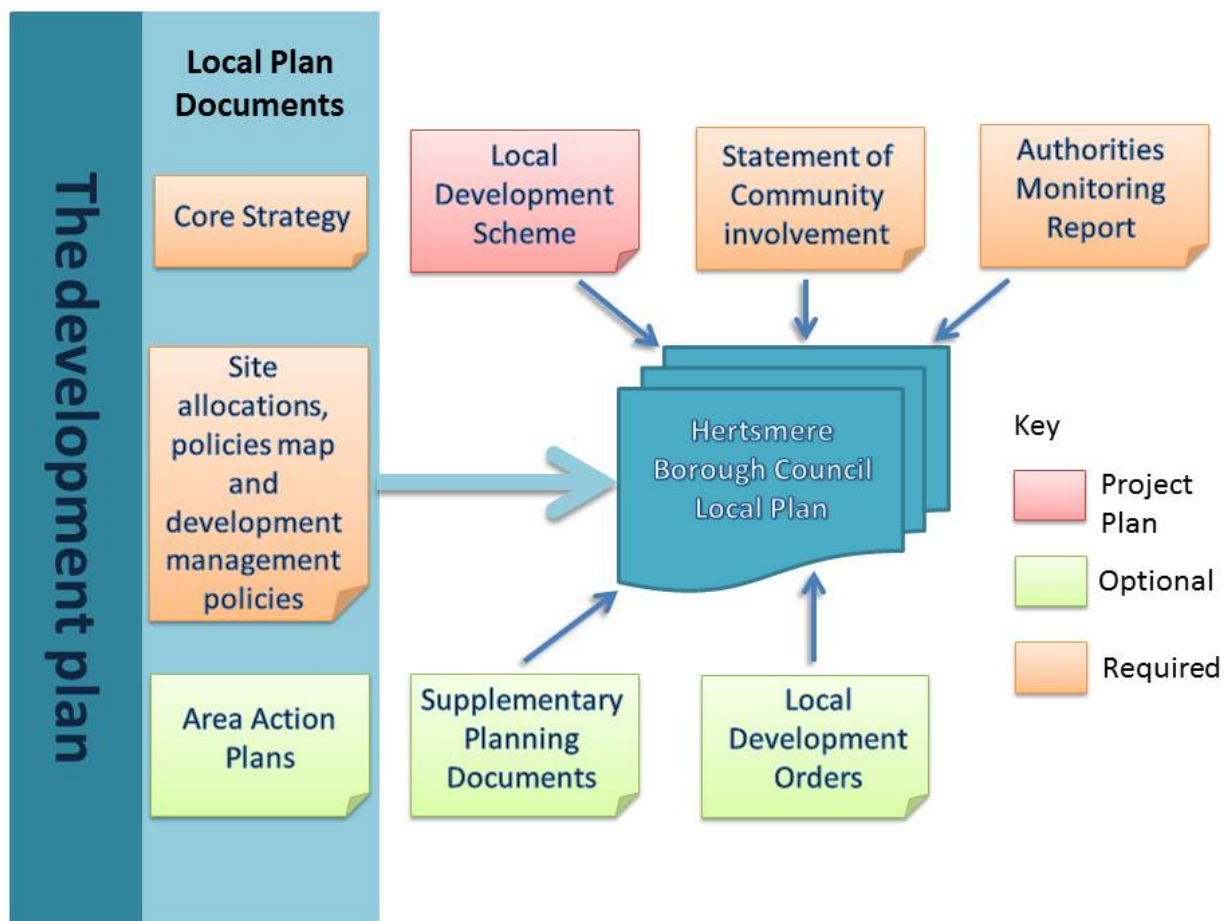 The development plan
Local Plan
Documents
Core Strategy
Site
allocations,
policies map
and
development
management
policies
Area Action
Plans
Local
Development
Scheme
Statement of
Community
involvement
Authorities
Monitoring
Report
Hertsmere
Borough Council
Local Plan
Supplementary
Planning
Documents
Local
Development
Orders
Key
Project
Plan
Optional
Required